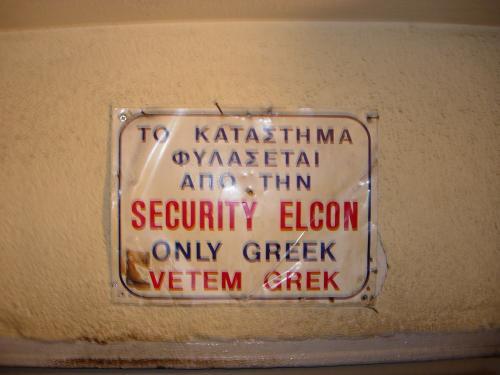 ΤΟ ΚΑΤΑΣΤΗΜΑ
ΦΥΛΑΣΕΤΑΙ
ΑΠΟ ΤΗΝ
SECURITY ELCON
ONLY GREEK
VETEM GREK